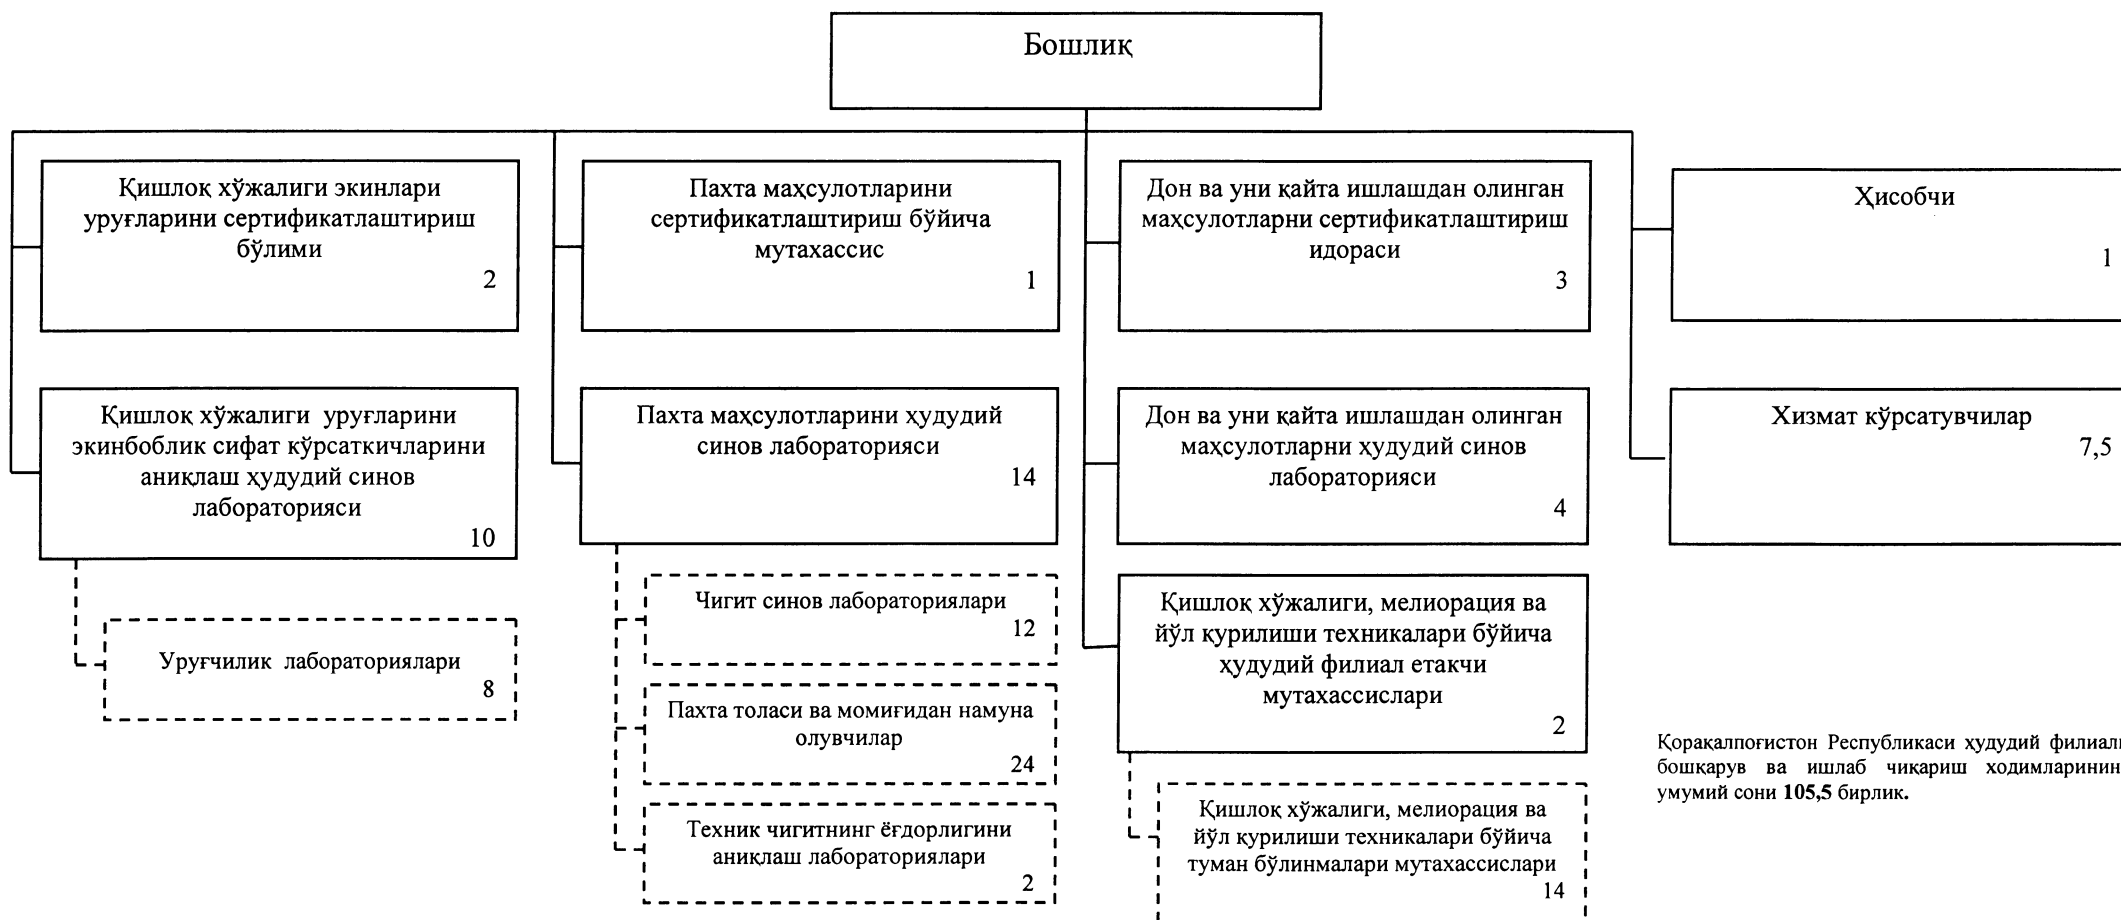 Бошлиқ
Қишлоқ хўжалиги экинлари
уруғларини сертификатлаштириш
бўлими
2
Пахта маҳсулотларини
сертификатлаштириш бўйича
мутахассис
1
Дон ва уни қайта ишлашдан олинган
маҳсулотларни сертификатлаштириш
идораси
3
Ҳисобчи
1
Қишлоқ хўжалиги уруғларини
экинбоблик сифат кўрсаткичларини
аниқлаш ҳудудий синов
лабораторияси
10
Пахта маҳсулотларини ҳудудий
синов лабораторияси
14
Дон ва уни қайта ишлашдан олинган
маҳсулотларни ҳудудий синов
лабораторияси
4
Хизмат кўрсатувчилар
7,5
Уруғчилик лабораториялари
8
Чигит синов лабораториялари
12
Пахта толаси ва момиғидан намуна
олувчилар
24
Техник чигитнинг ёғдорлигини
аниқлаш лабораториялари
2
Қишлоқ хўжалиги, мелиорация ва
йўл қурилиши техникалари бўйича
ҳудудий филиал етакчи
мутахассислари
2
Қишлоқ хўжалиги, мелиорация ва
йўл қурилиши техникалари бўйича
туман бўлинмалари мутахассислари
14
Қорақалпоғистон Республикаси ҳудудий филиали
бошқарув ва ишлаб чиқариш ходимларинин
умумий сони 105,5 бирлик.